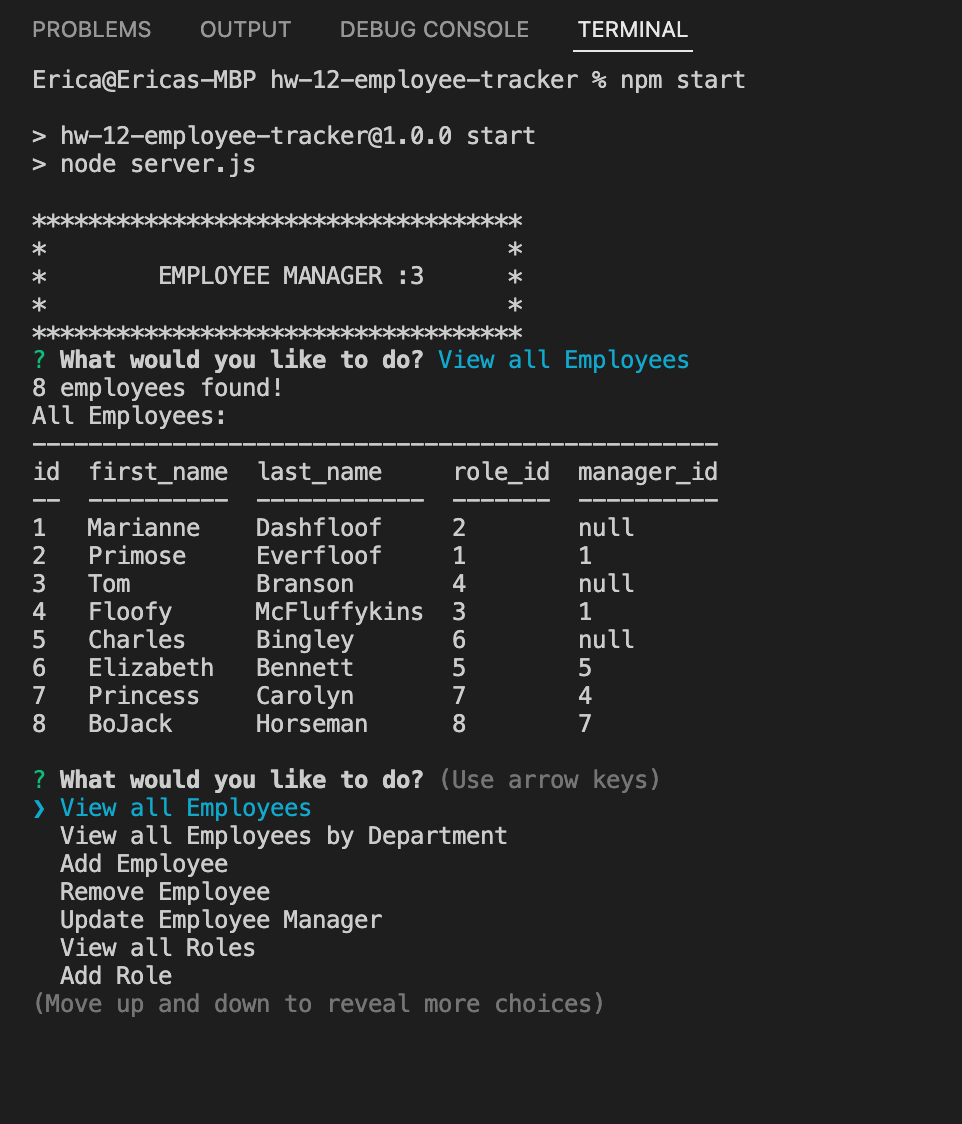 PROBLEMS OUTPUT DEBUG CONSOLE TERMINAL
Erica@Ericas-MBP hw-12-employee-tracker % npm start
> hw-12-employee-tracker@1.0.0 start
> node server.js
***********************************
*                                 *
*        EMPLOYEE MANAGER :3      *
*                                 *
***********************************
? What would you like to do? View all Employees
8 employees found!
All Employees:
-------------------------------------------------
id  first_name  last_name     role_id  manager_id
--  ----------  ------------  -------  ----------
1   Marianne    Dashfloof     2        null
2   Primose     Everfloof     1        1
3   Tom         Branson       4        null
4   Floofy      McFluffykins  3        1
5   Charles     Bingley       6        null
6   Elizabeth   Bennett       5        5
7   Princess    Carolyn       7        4
8   BoJack      Horseman      8        7
? What would you like to do? (Use arrow keys)
❯ View all Employees
  View all Employees by Department
  Add Employee
  Remove Employee
  Update Employee Manager
  View all Roles
  Add Role
(Move up and down to reveal more choices)